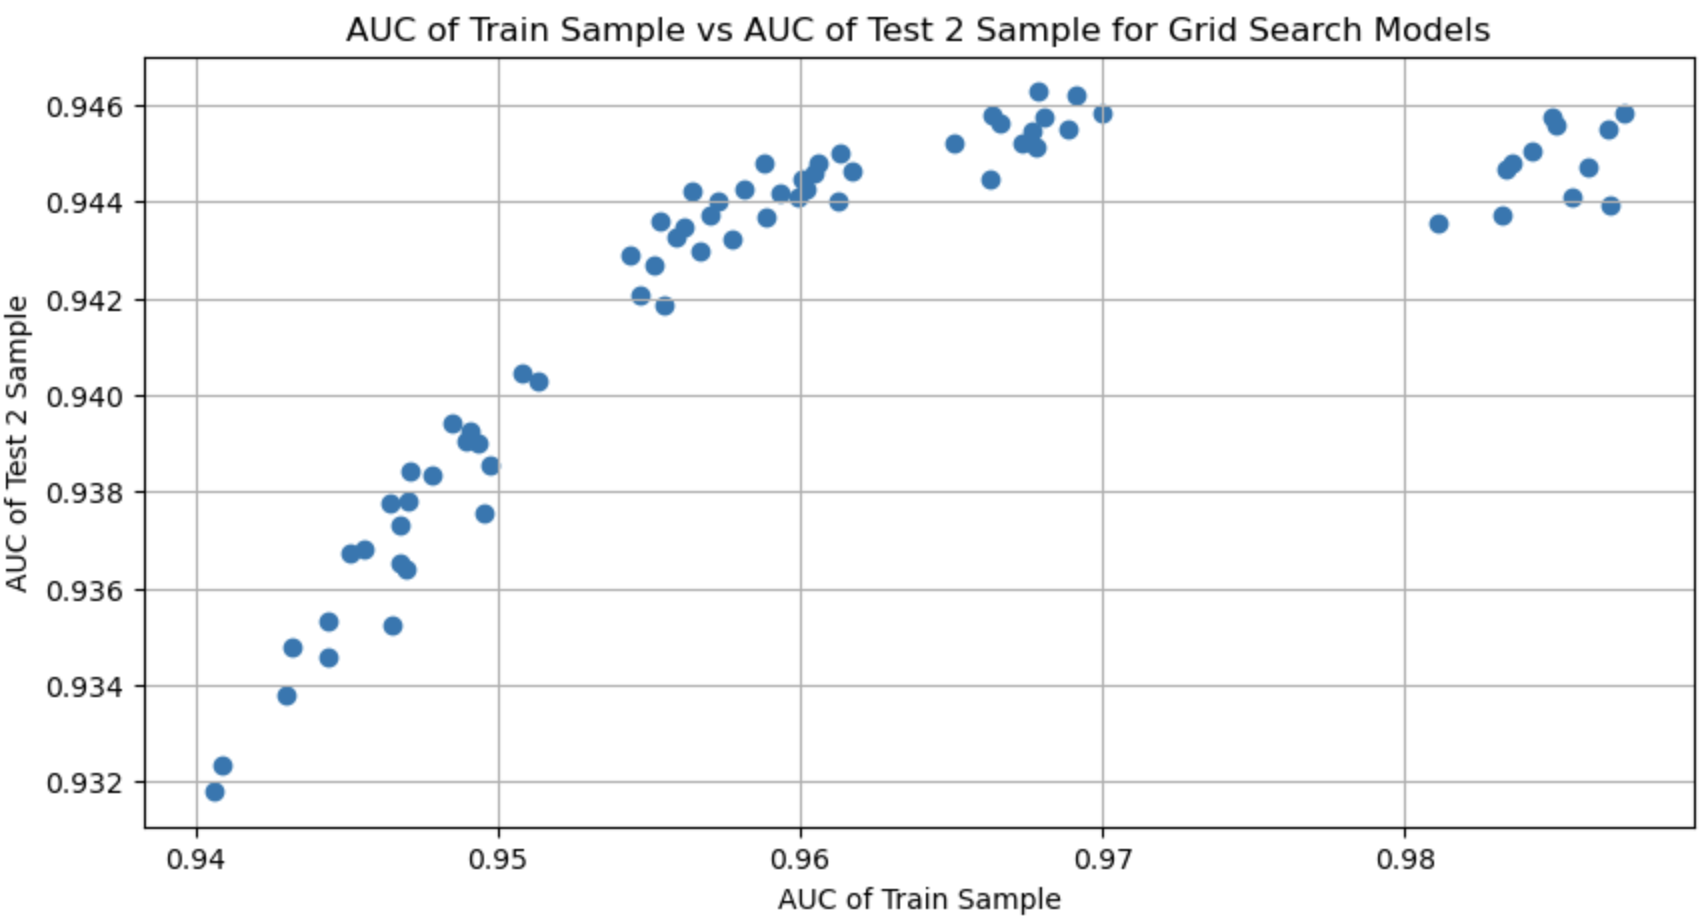 AUC of Train Sample vs AUC of Test 2 Sample for Grid Search Models
AUC of Test 2 Sample
0.946
0.944
0.942
0.940
0.938
0.936
0.934
0.932
0.94 0.95 0.96 0.97 0.98
AUC of Train Sample